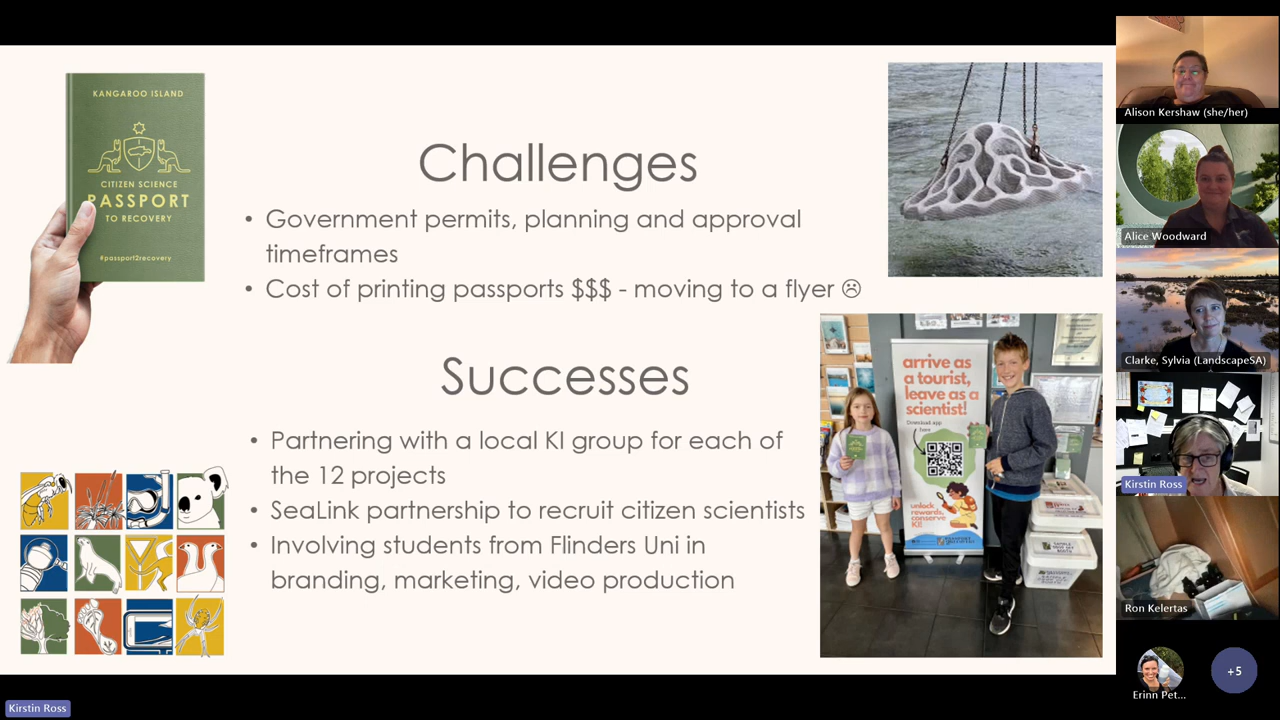 KANGAROO ISLAND
CITIZEN SCIENCE
PASSPORT
TO RECOVERY
#passport2recovery
Challenges
• Government permits, planning and approval
timeframes
• Cost of printing passports $$$ - moving to a flyer ☹
Successes
• Partnering with a local KI group for each of
the 12 projects
• SeaLink partnership to recruit citizen scientists
• Involving students from Flinders Uni in
branding, marketing, video production
arrive as
a tourist,
leave as a
scientist!
Download app
here
unlock
rewards,
conserve
KI!
Alison Kershaw (she/her)
Alice Woodward
Clarke, Sylvia (LandscapeSA)
Kirstin Ross
Ron Kelertas
Erinn Pet...
+5
Kirstin Ross